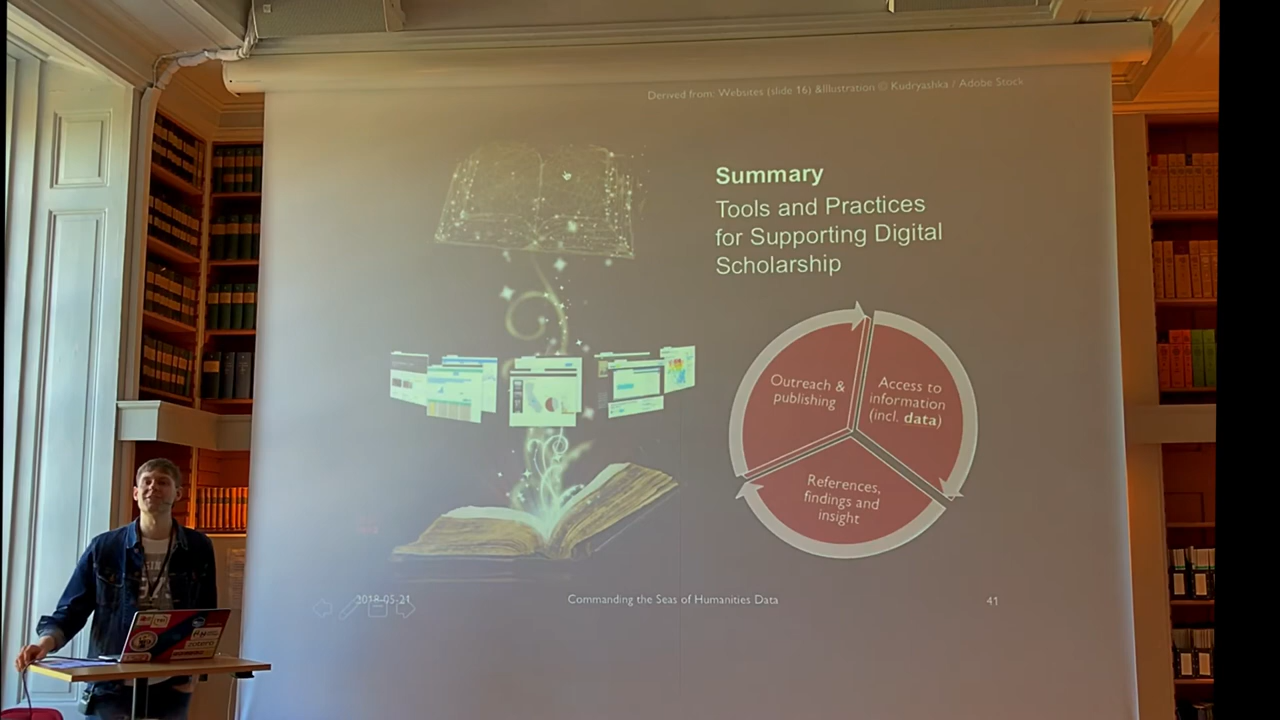 Derived from: Websites (slide 16) &Illustration © Kudryashka / Adobe Stock
Summary
Tools and Practices
for Supporting Digital
Scholarship
Outreach &
publishing
Access to
information
(incl. data)
References,
findings and
insight
2018-05-21
Commanding the Seas of Humanities Data
41
zotero